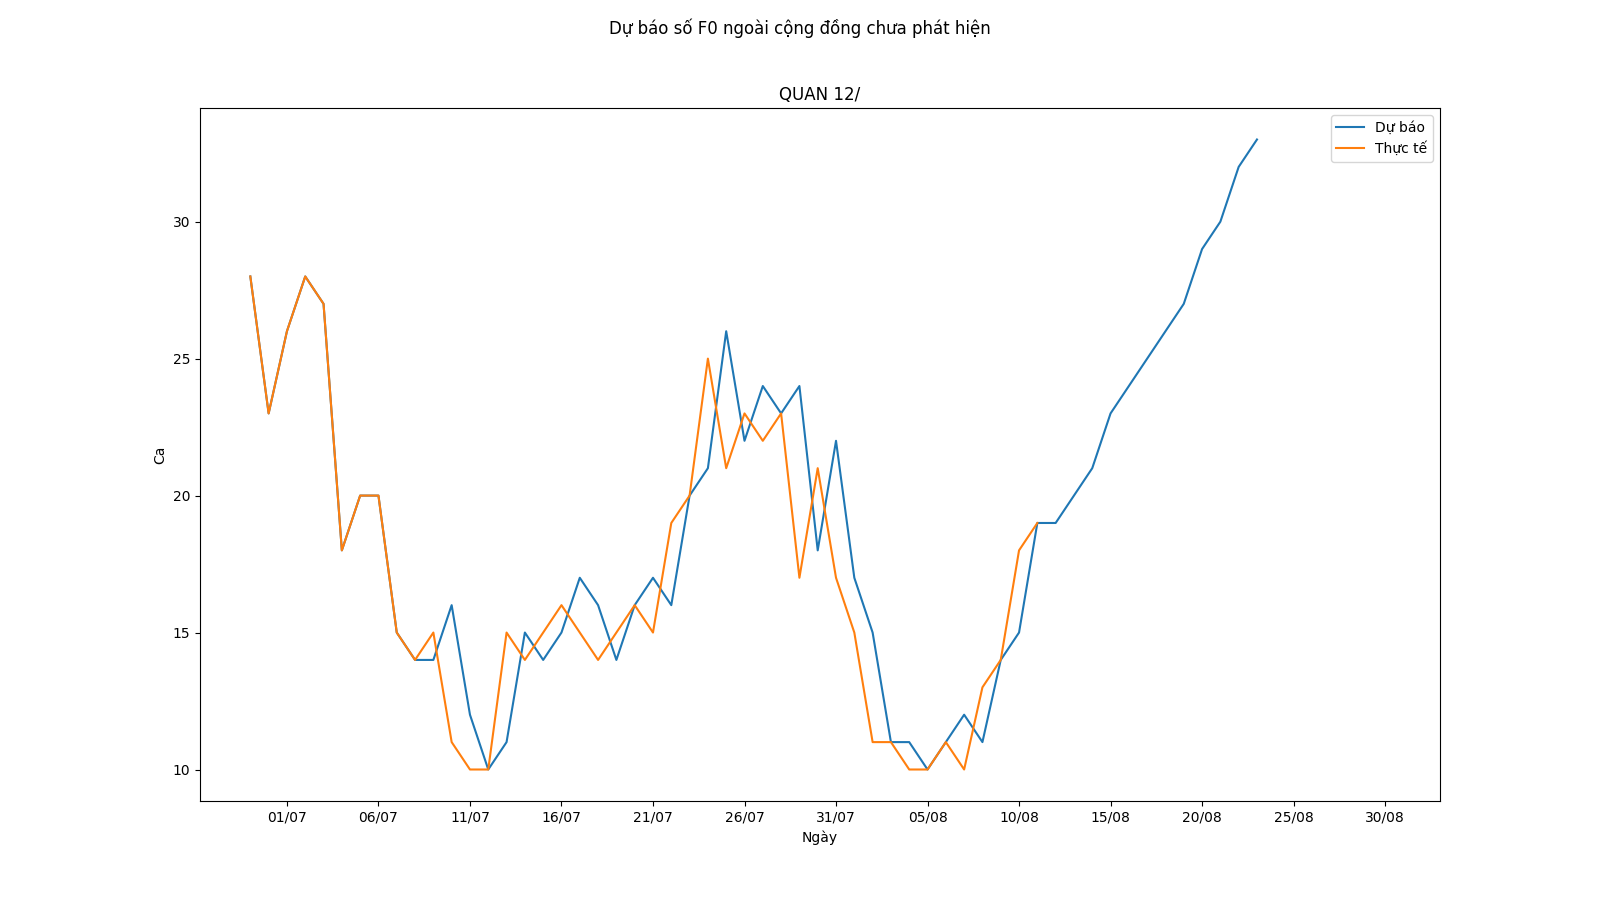 Dự báo số F0 ngoài cộng đồng chưa phát hiện
QUAN 12/
Dự báo
Thực tế
30
25
20
15
10
Ca
01/07 06/07 11/07 16/07 21/07 26/07 31/07 05/08 10/08 15/08 20/08 25/08 30/08
Ngày